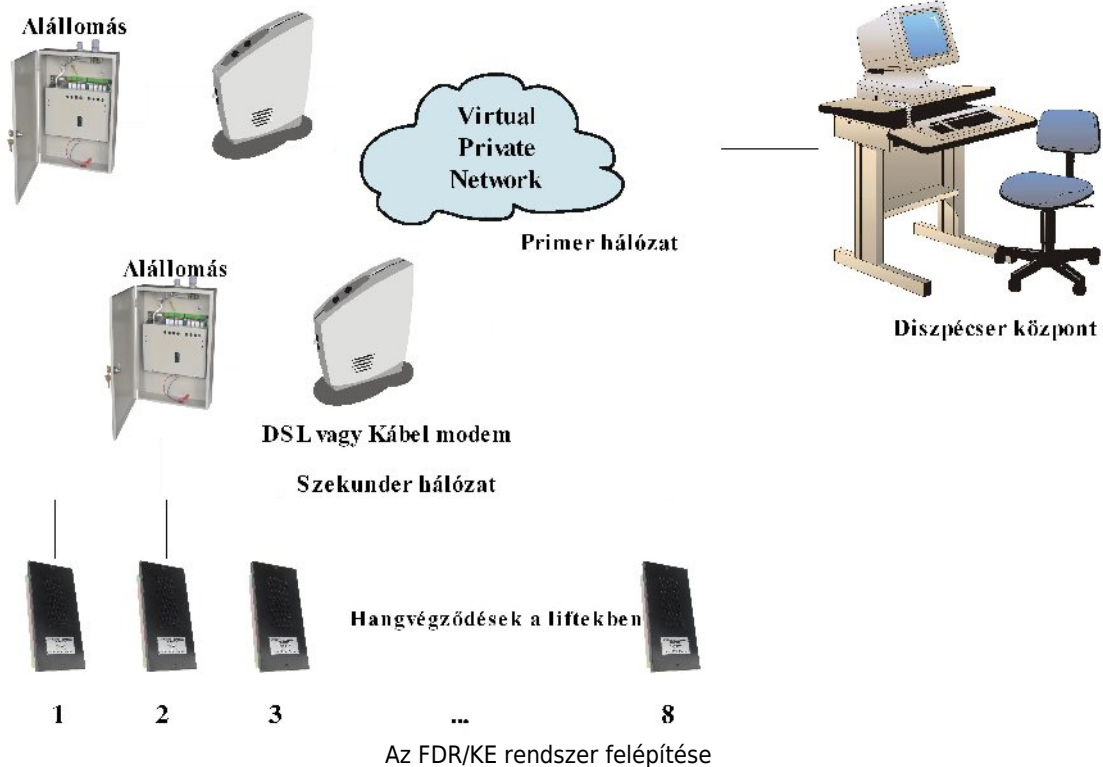 Alállomás
Virtual
Private
Network
Primer hálózat
Alállomás
Diszpécser központ
DSL vagy Kábel modem
Szekunder hálózat
Hangvégződések a liftekben
1 2 3 ... 8
Az FDR/KE rendszer felépítése